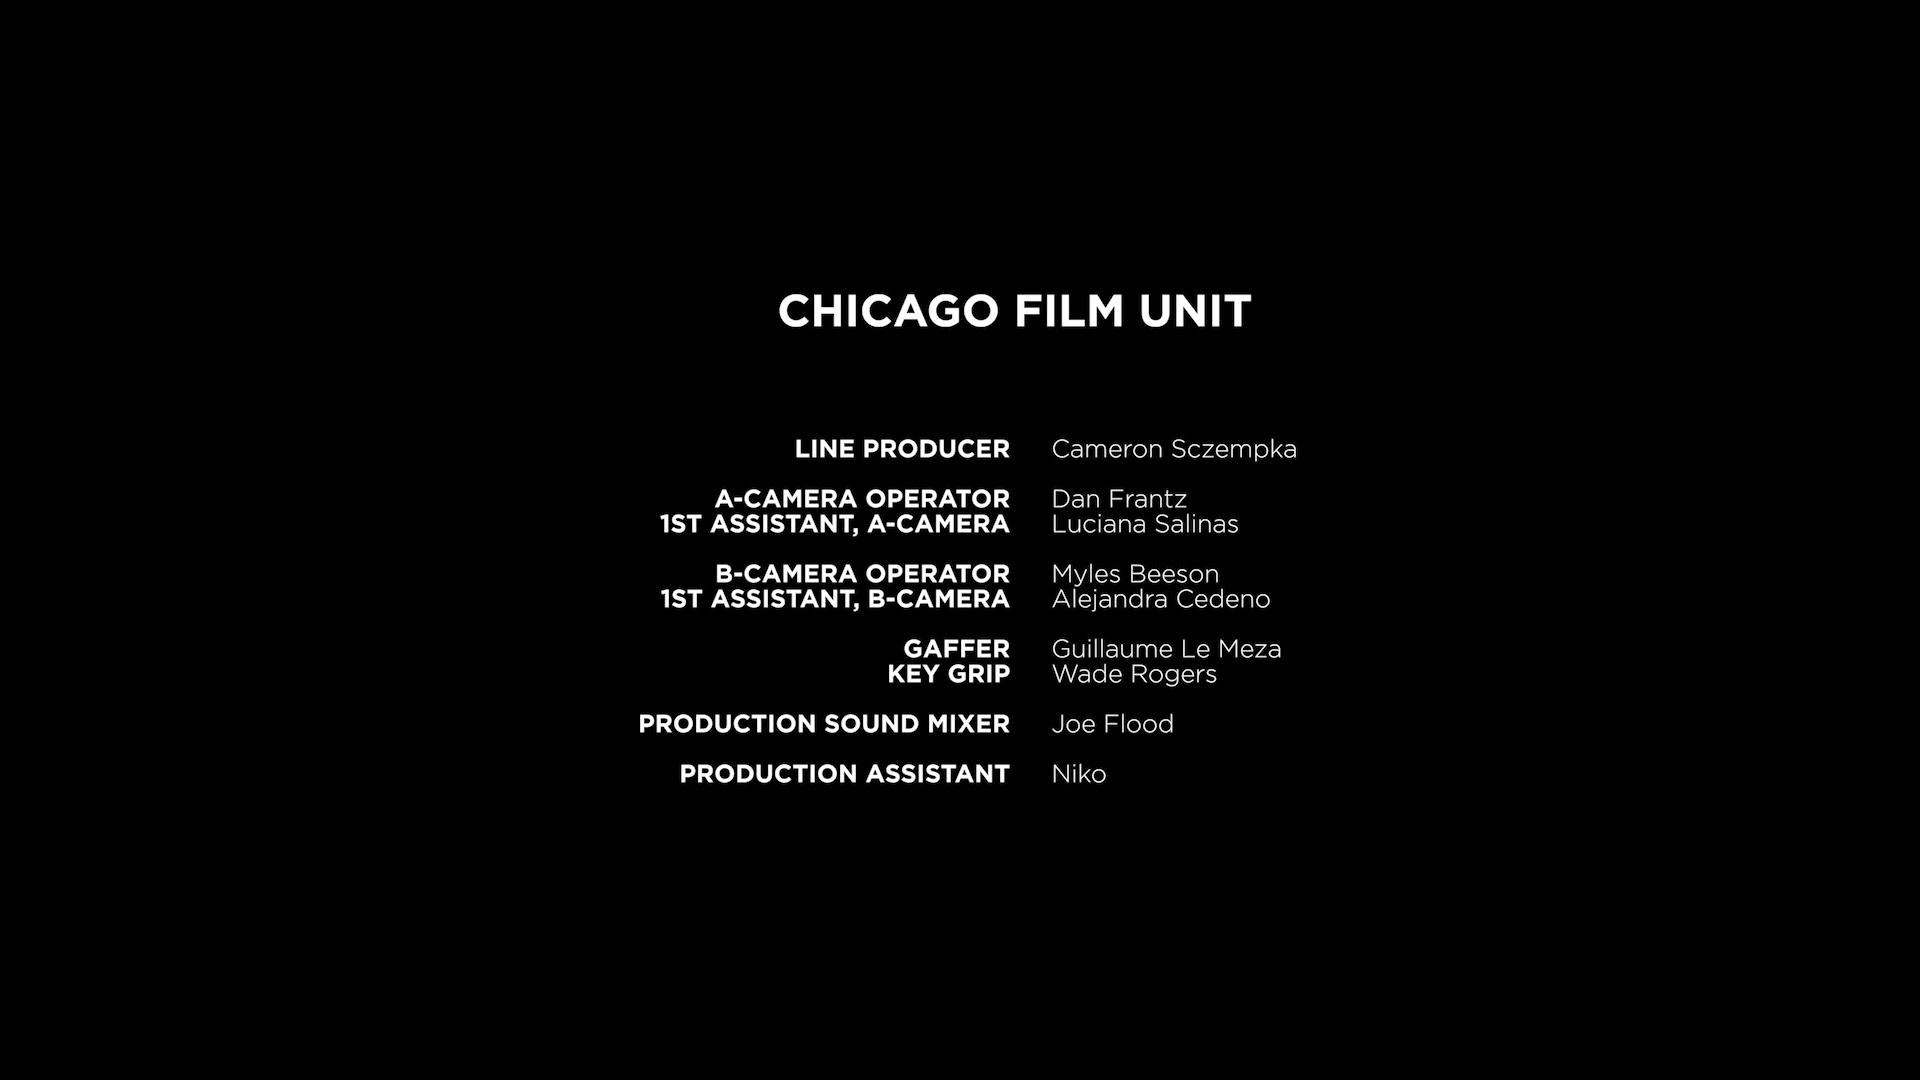 CHICAGO FILM UNIT
LINE PRODUCER Cameron Sczempka
A-CAMERA OPERATOR Dan Frantz
1ST ASSISTANT, A-CAMERA Luciana Salinas
B-CAMERA OPERATOR Myles Beeson
1ST ASSISTANT, B-CAMERA Alejandra Cedeno
GAFFER Guillaume Le Meza
KEY GRIP Wade Rogers
PRODUCTION SOUND MIXER Joe Flood
PRODUCTION ASSISTANT Niko